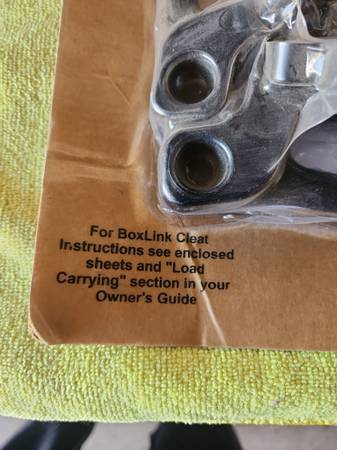 For BoxLink Cleat
Instructions see enclosed
sheets and "Load
Carrying" section in your
Owner's Guide